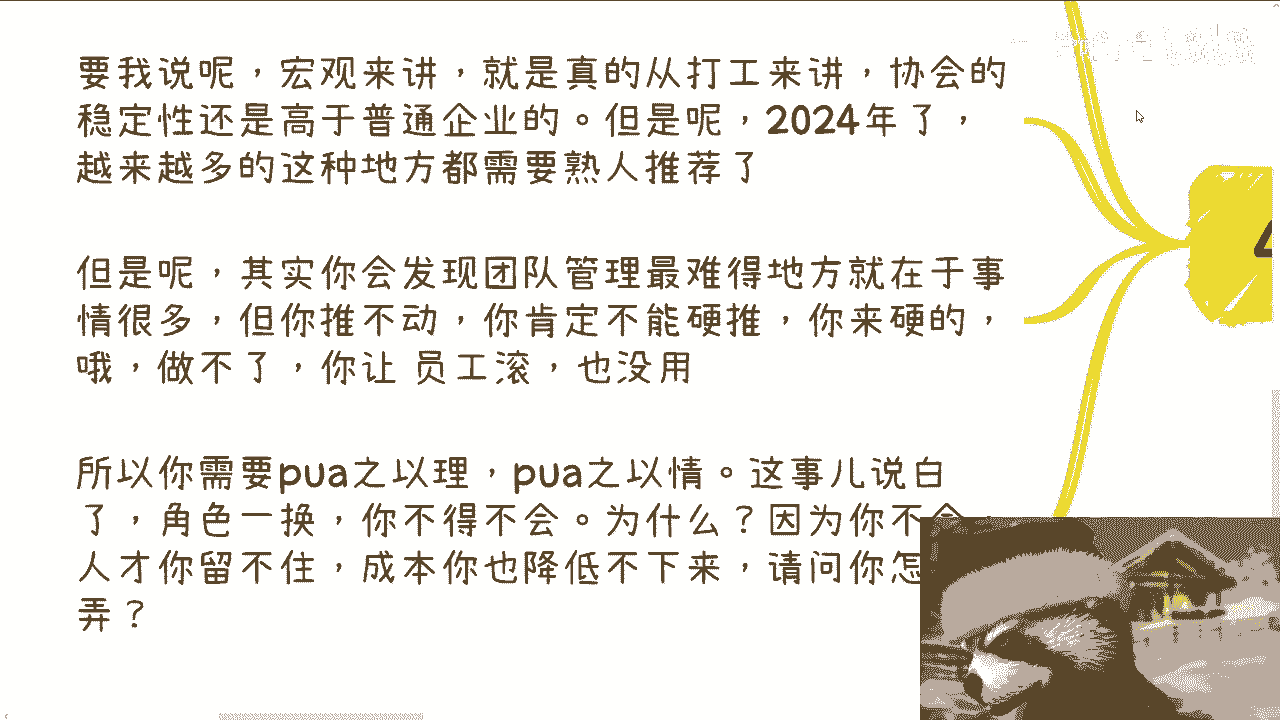 要我说呢，宏观来讲，就是真的从打工来讲，协会的
稳定性还是高于普通企业的。但是呢，2024年了，
越来越多的这种地方都需要熟人推荐了
但是呢，其实你会发现团队管理最难得地方就在于事
情很多，但你推不动，你肯定不能硬推，你来硬的，
哦，做不了，你让 员工滚，也没用
所以你需要pua之以理，pua之以情。这事儿说白
了，角色一换，你不得不会。为什么？因为你不
人才你留不住，成本你也降低不下来，请问你怎
弄？